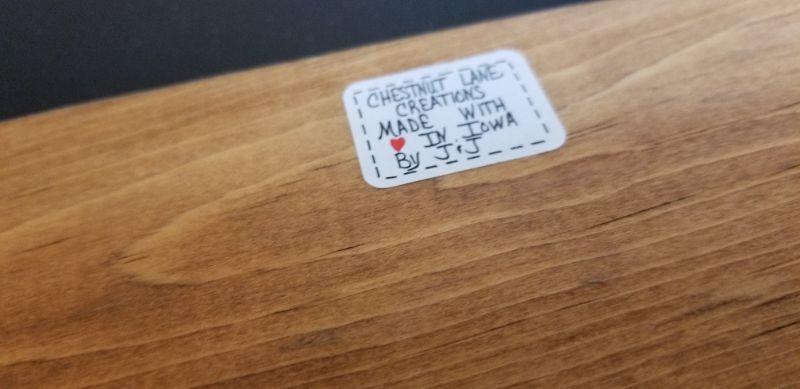 CHESTNUT LANE
CREATIONS
MADE WITH
❤ IN IOWA
BY J & J